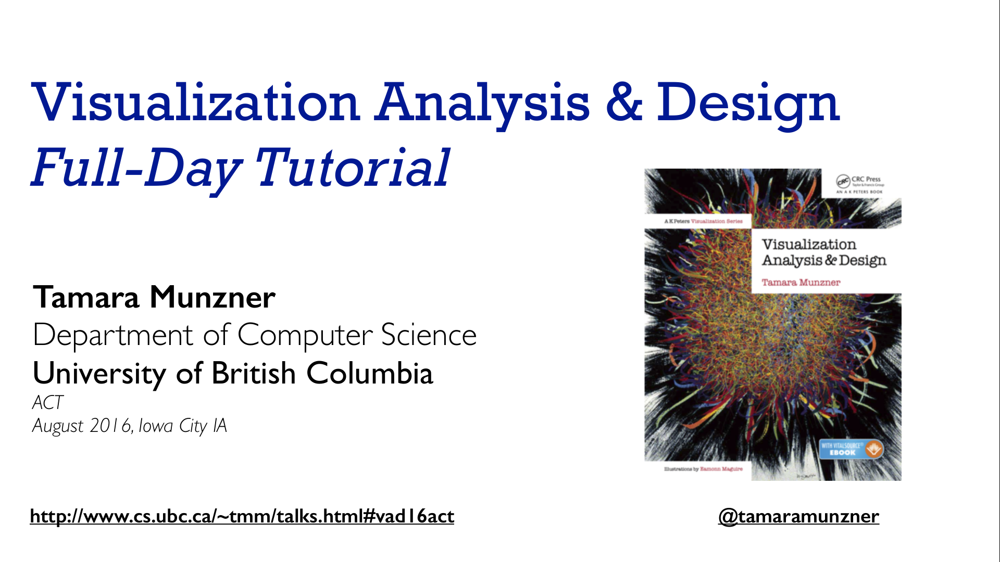 Visualization Analysis & Design
Full-Day Tutorial
CRC Press
Taylor & Francis Group
AN A K PETERS BOOK
A K Peters Visualization Series
Visualization
Analysis & Design
Tamara Munzner
Tamara Munzner
Department of Computer Science
University of British Columbia
ACT
August 2016, Iowa City IA
WITH VITALSOURCE®
EBOOK
Illustrations by Eamonn Maguire
http://www.cs.ubc.ca/~tmm/talks.html#vad16act
@tamaramunzner